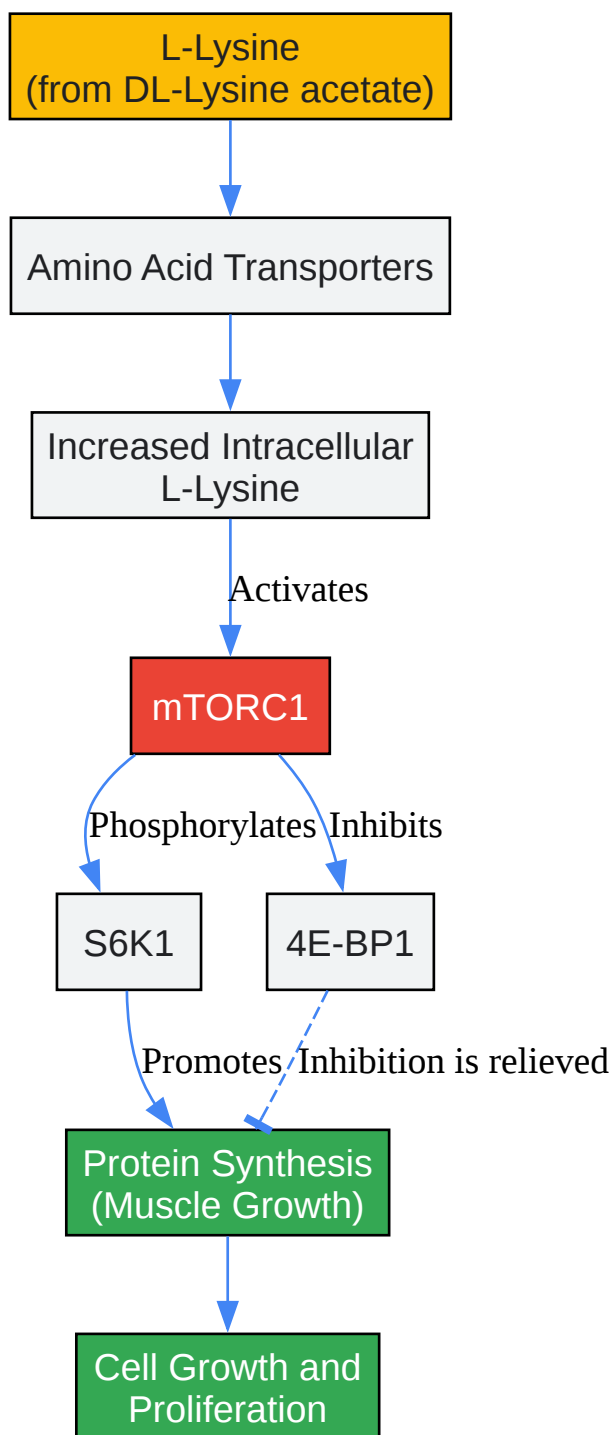 L-Lysine
(from DL-Lysine acetate)
Amino Acid Transporters
Increased Intracellular
L-Lysine
Activates
mTORC1
Phosphorylates
Inhibits
S6K1
4E-BP1
Promotes
Inhibition is relieved
Protein Synthesis
(Muscle Growth)
Cell Growth and
Proliferation